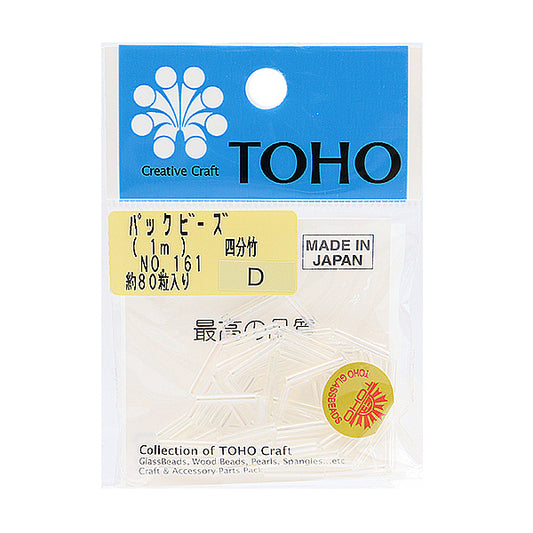 Creative Craft
TOHO
パックビーズ
(1m) 四分竹
NO.161
約80粒入り
D
MADE IN
JAPAN
最高の品質
Collection of TOHO Craft
GlassBeads, Wood Beads, Pearls, Spangles...etc
Craft & Accessory Parts Pack
TOHO GLASSBEADS
TOHO